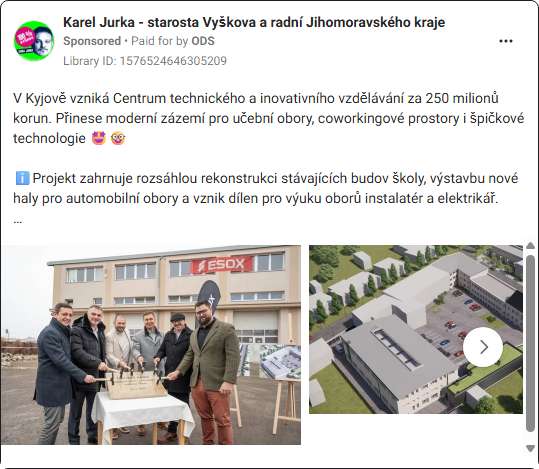 Karel Jurka - starosta Vyškova a radní Jihomoravského kraje
Sponsored • Paid for by ODS
Library ID: 1576524646305209
V Kyjově vzniká Centrum technického a inovativního vzdělávání za 250 milionů
korun. Přinese moderní zázemí pro učební obory, coworkingové prostory i špičkové
technologie 🤩 🤓
ℹ️ Projekt zahrnuje rozsáhlou rekonstrukci stávajících budov školy, výstavbu nové
haly pro automobilní obory a vznik dílen pro výuku oborů instalatér a elektrikář.
...
ESOX